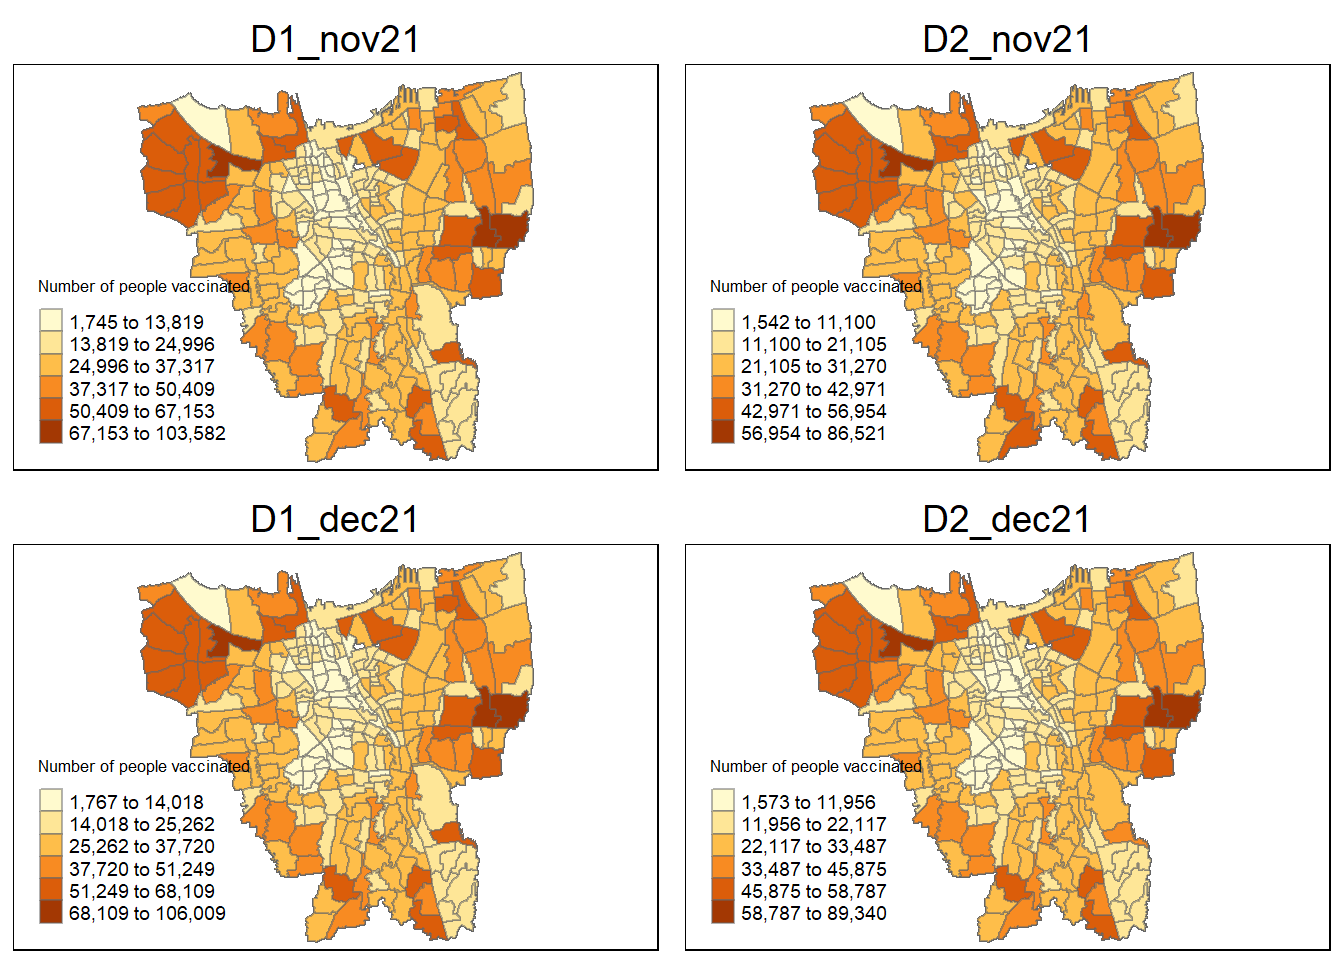 D1_nov21
Number of people vaccinated
1,745 to 13,819
13,819 to 24,996
24,996 to 37,317
37,317 to 50,409
50,409 to 67,153
67,153 to 103,582
D2_nov21
Number of people vaccinated
1,542 to 11,100
11,100 to 21,105
21,105 to 31,270
31,270 to 42,971
42,971 to 56,954
56,954 to 86,521
D1_dec21
Number of people vaccinated
1,767 to 14,018
14,018 to 25,262
25,262 to 37,720
37,720 to 51,249
51,249 to 68,109
68,109 to 106,009
D2_dec21
Number of people vaccinated
1,573 to 11,956
11,956 to 22,117
22,117 to 33,487
33,487 to 45,875
45,875 to 58,787
58,787 to 89,340